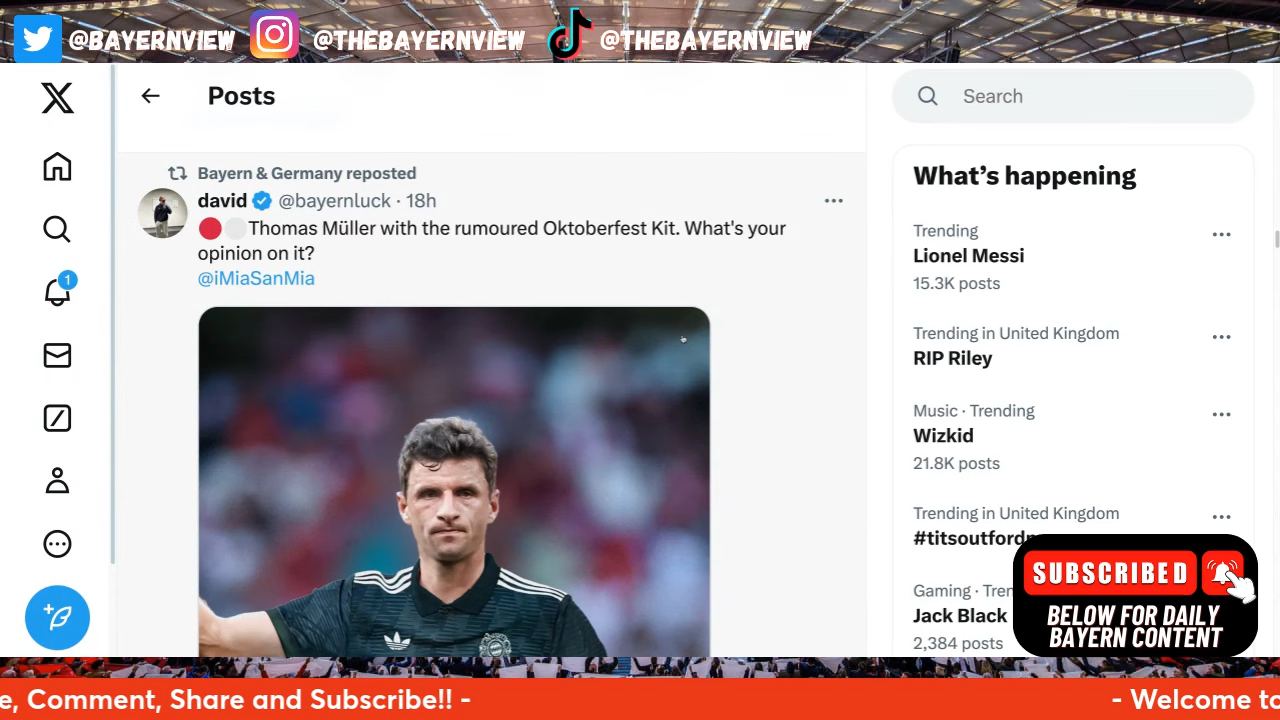 @BAYERNVIEW @THEBAYERNVIEW @THEBAYERNVIEW
Posts
Bayern & Germany reposted
david @bayernluck · 18h
Thomas Müller with the rumoured Oktoberfest Kit. What's your
opinion on it?
@iMiaSanMia
1
Search
What's happening
Trending
Lionel Messi
15.3K posts
Trending in United Kingdom
RIP Riley
Music · Trending
Wizkid
21.8K posts
Trending in United Kingdom
#titsoutford
Gaming · Tren
Jack Black
2,384 posts
SUBSCRIBED
BELOW FOR DAILY
BAYERN CONTENT
e, Comment, Share and Subscribe!! - - Welcome to